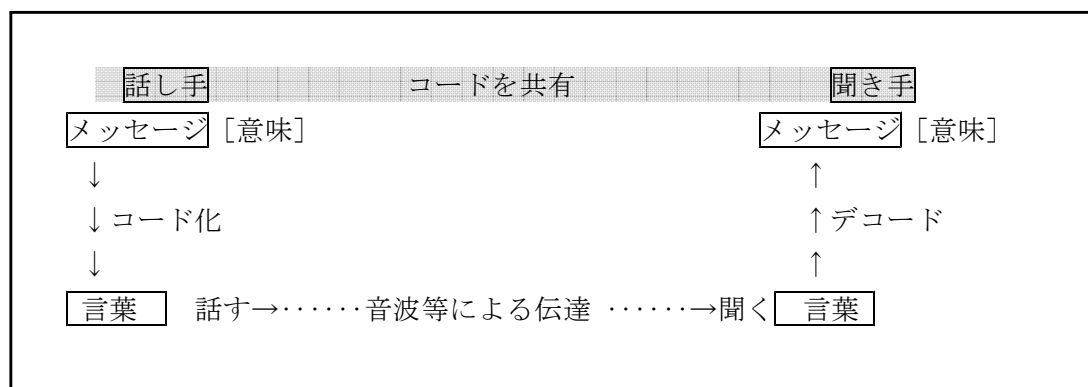 話し手 コードを共有 聞き手
メッセージ ［意味］ メッセージ ［意味］
↓ ↑
↓コード化 ↑デコード
↓ ↑
言葉 話す→‥‥‥音波等による伝達 ‥‥‥→聞く 言葉